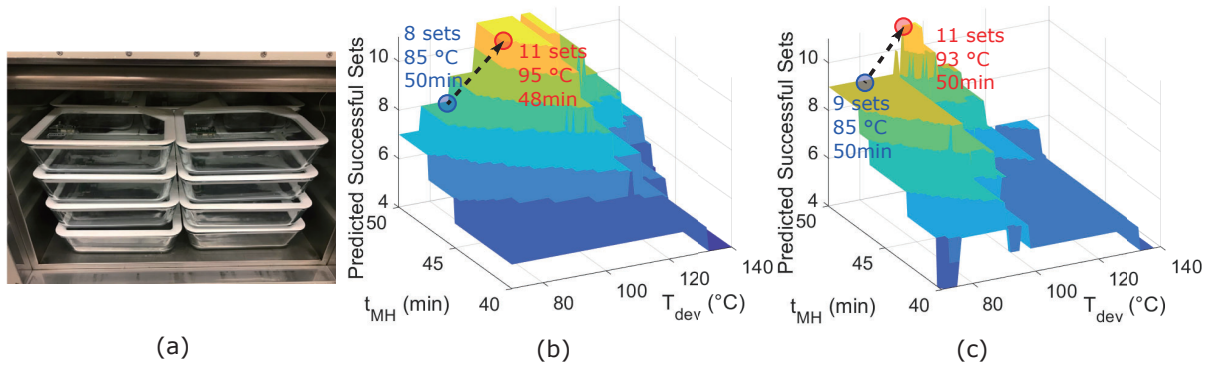 Predicted Successful Sets
10
8
6
4
50
45
40
t_MH (min)
80
100
120
140
T_dev (°C)
8 sets
85 °C
50min
11 sets
95 °C
48min
Predicted Successful Sets
10
8
6
4
50
45
40
t_MH (min)
80
100
120
140
T_dev (°C)
11 sets
93 °C
50min
9 sets
85 °C
50min
(a)
(b)
(c)